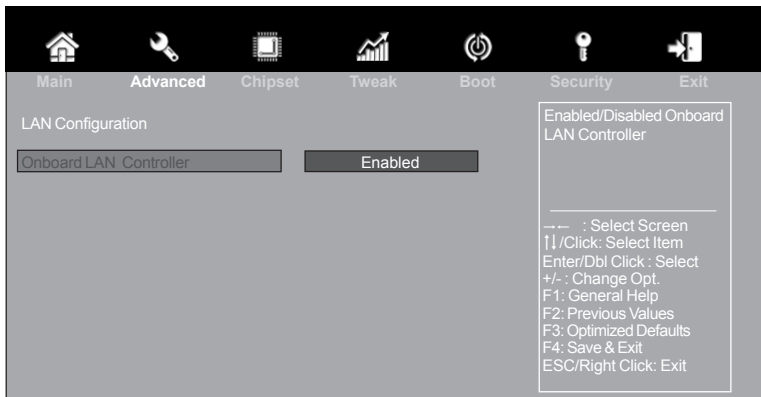 Main Advanced Chipset Tweak Boot Security Exit
LAN Configuration
Onboard LAN Controller Enabled
Enabled/Disabled Onboard
LAN Controller
→← : Select Screen
↑↓/Click: Select Item
Enter/Dbl Click : Select
+/- : Change Opt.
F1: General Help
F2: Previous Values
F3: Optimized Defaults
F4: Save & Exit
ESC/Right Click: Exit